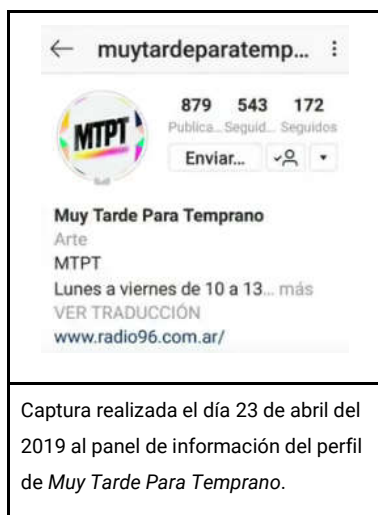 ← muytardeparatemp...
879 543 172
Publica... Seguid... Seguidos
MTPT
Enviar...
Muy Tarde Para Temprano
Arte
MTPT
Lunes a viernes de 10 a 13... más
VER TRADUCCIÓN
www.radio96.com.ar/
Captura realizada el día 23 de abril del
2019 al panel de información del perfil
de Muy Tarde Para Temprano.